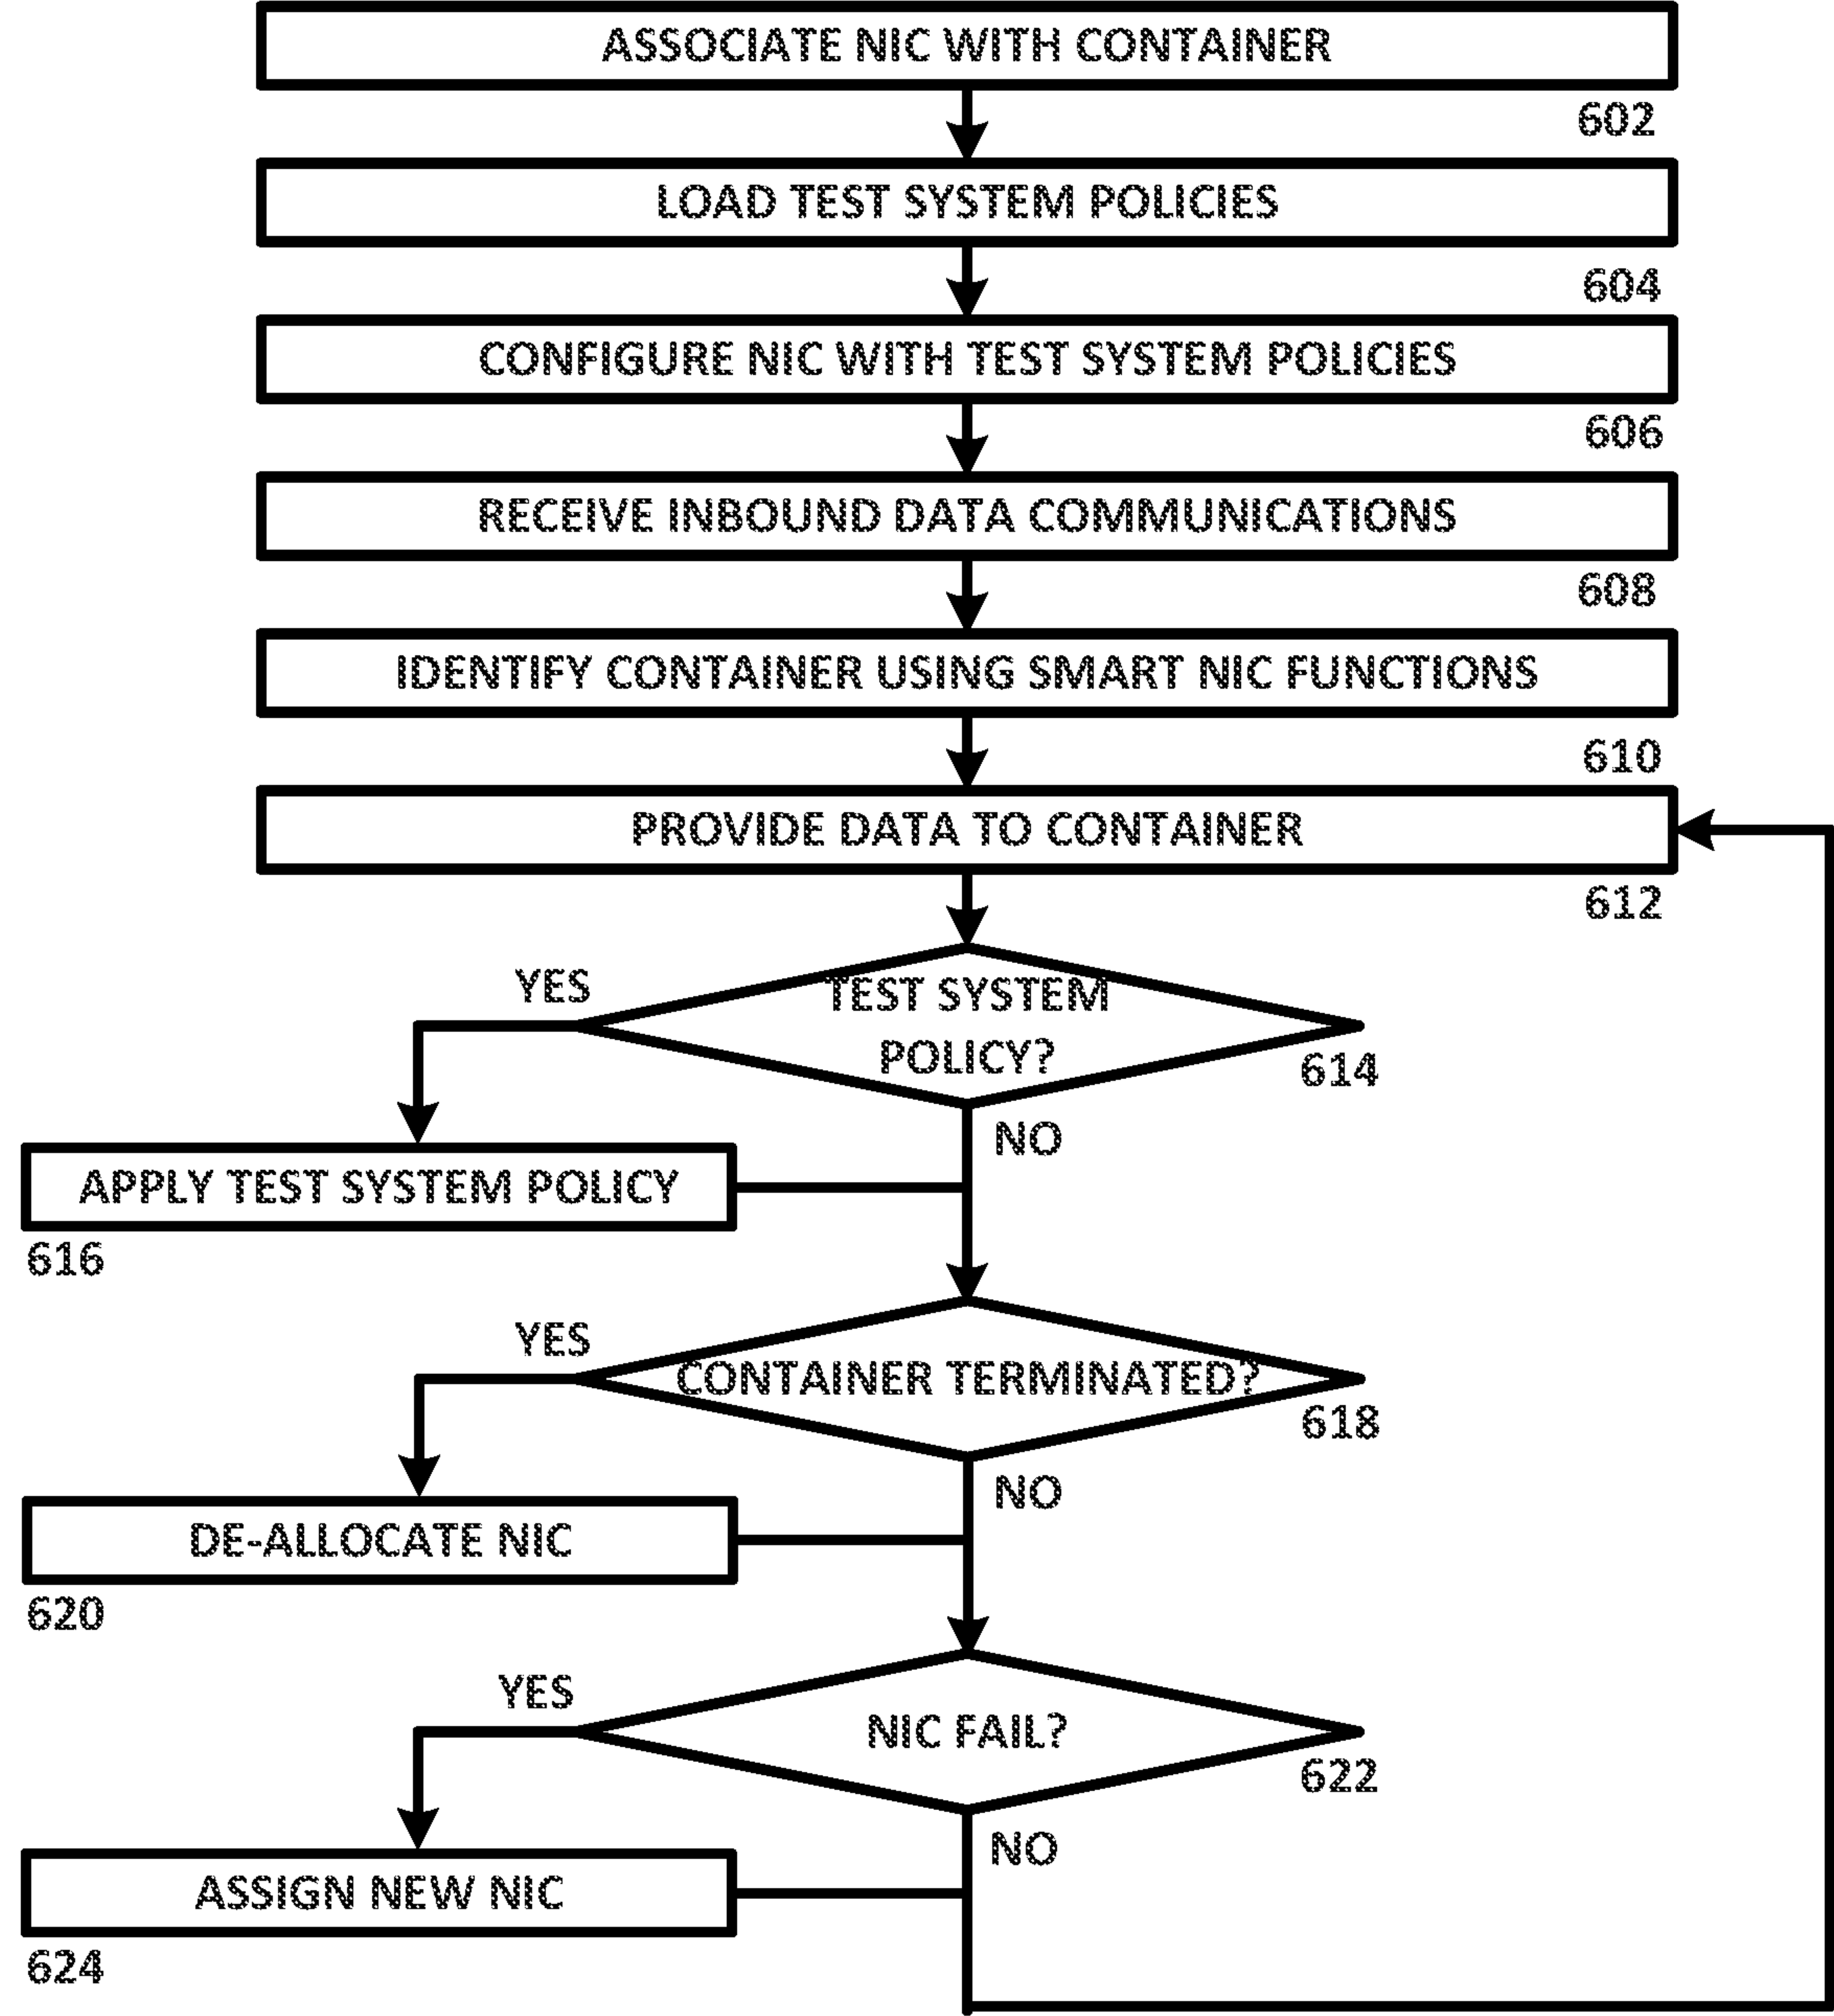 ASSOCIATE NIC WITH CONTAINER
602
LOAD TEST SYSTEM POLICIES
604
CONFIGURE NIC WITH TEST SYSTEM POLICIES
606
RECEIVE INBOUND DATA COMMUNICATIONS
608
IDENTIFY CONTAINER USING SMART NIC FUNCTIONS
610
PROVIDE DATA TO CONTAINER
612
YES
TEST SYSTEM
POLICY?
614
NO
APPLY TEST SYSTEM POLICY
616
YES
CONTAINER TERMINATED?
618
NO
DE-ALLOCATE NIC
620
YES
NIC FAIL?
622
NO
ASSIGN NEW NIC
624